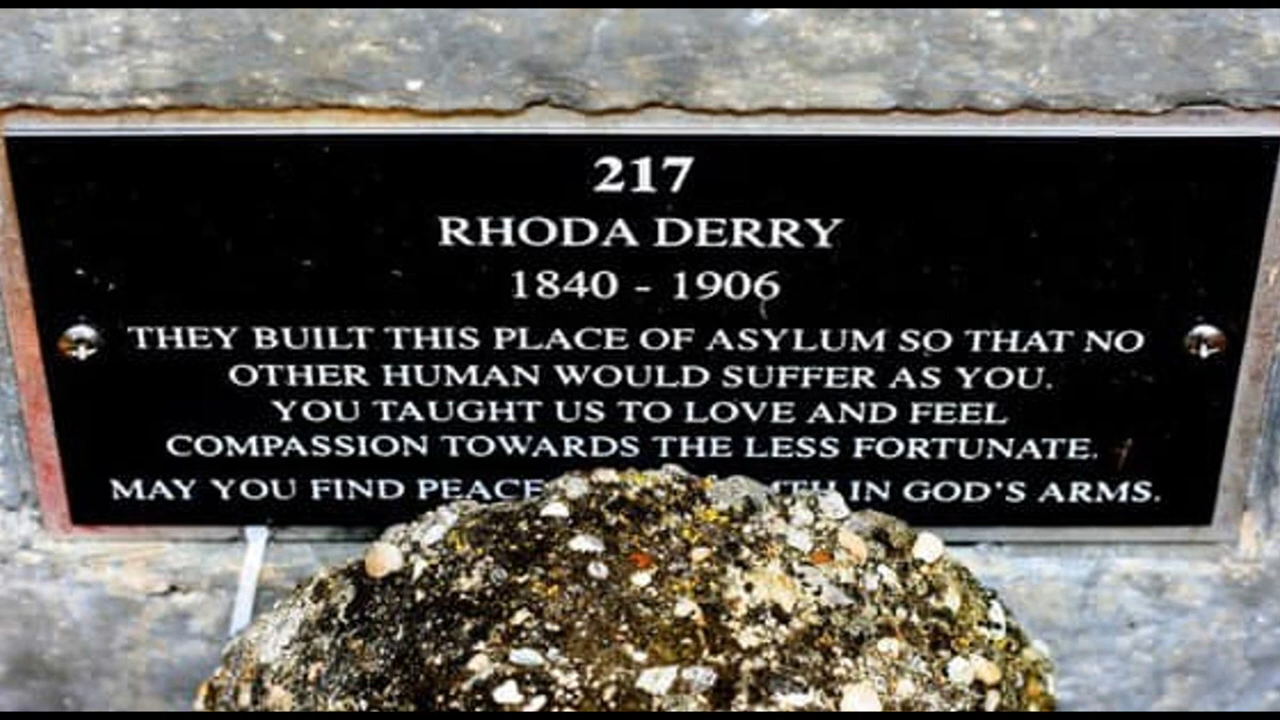 217
RHODA DERRY
1840 - 1906
THEY BUILT THIS PLACE OF ASYLUM SO THAT NO
OTHER HUMAN WOULD SUFFER AS YOU.
YOU TAUGHT US TO LOVE AND FEEL
COMPASSION TOWARDS THE LESS FORTUNATE.
MAY YOU FIND PEACE IN GOD'S ARMS.